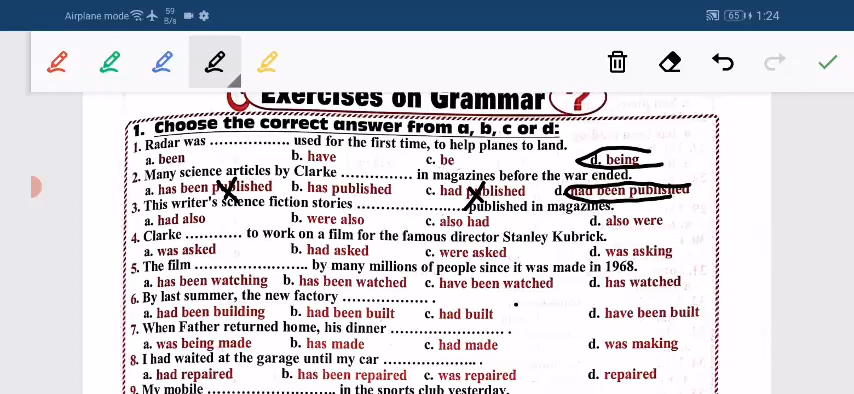 Airplane mode 59 B/s 65 1:24
Exercises on Grammar ?
1. Choose the correct answer from a, b, c or d:
1. Radar was ................ used for the first time, to help planes to land.
a. been b. have c. be d. being
2. Many science articles by Clarke ................ in magazines before the war ended.
a. has been published b. has published c. had published d. had been published
3. This writer's science fiction stories ...................... published in magazines.
a. had also b. were also c. also had d. also were
4. Clarke ............ to work on a film for the famous director Stanley Kubrick.
a. was asked b. had asked c. were asked d. was asking
5. The film ........................ by many millions of people since it was made in 1968.
a. has been watching b. has been watched c. have been watched d. has watched
6. By last summer, the new factory ................... .
a. had been building b. had been built c. had built d. have been built
7. When Father returned home, his dinner ........................ .
a. was being made b. has made c. had made d. was making
8. I had waited at the garage until my car .................... .
a. had repaired b. has been repaired c. was repaired d. repaired
9. My mobile ........................ in the sports club yesterday.